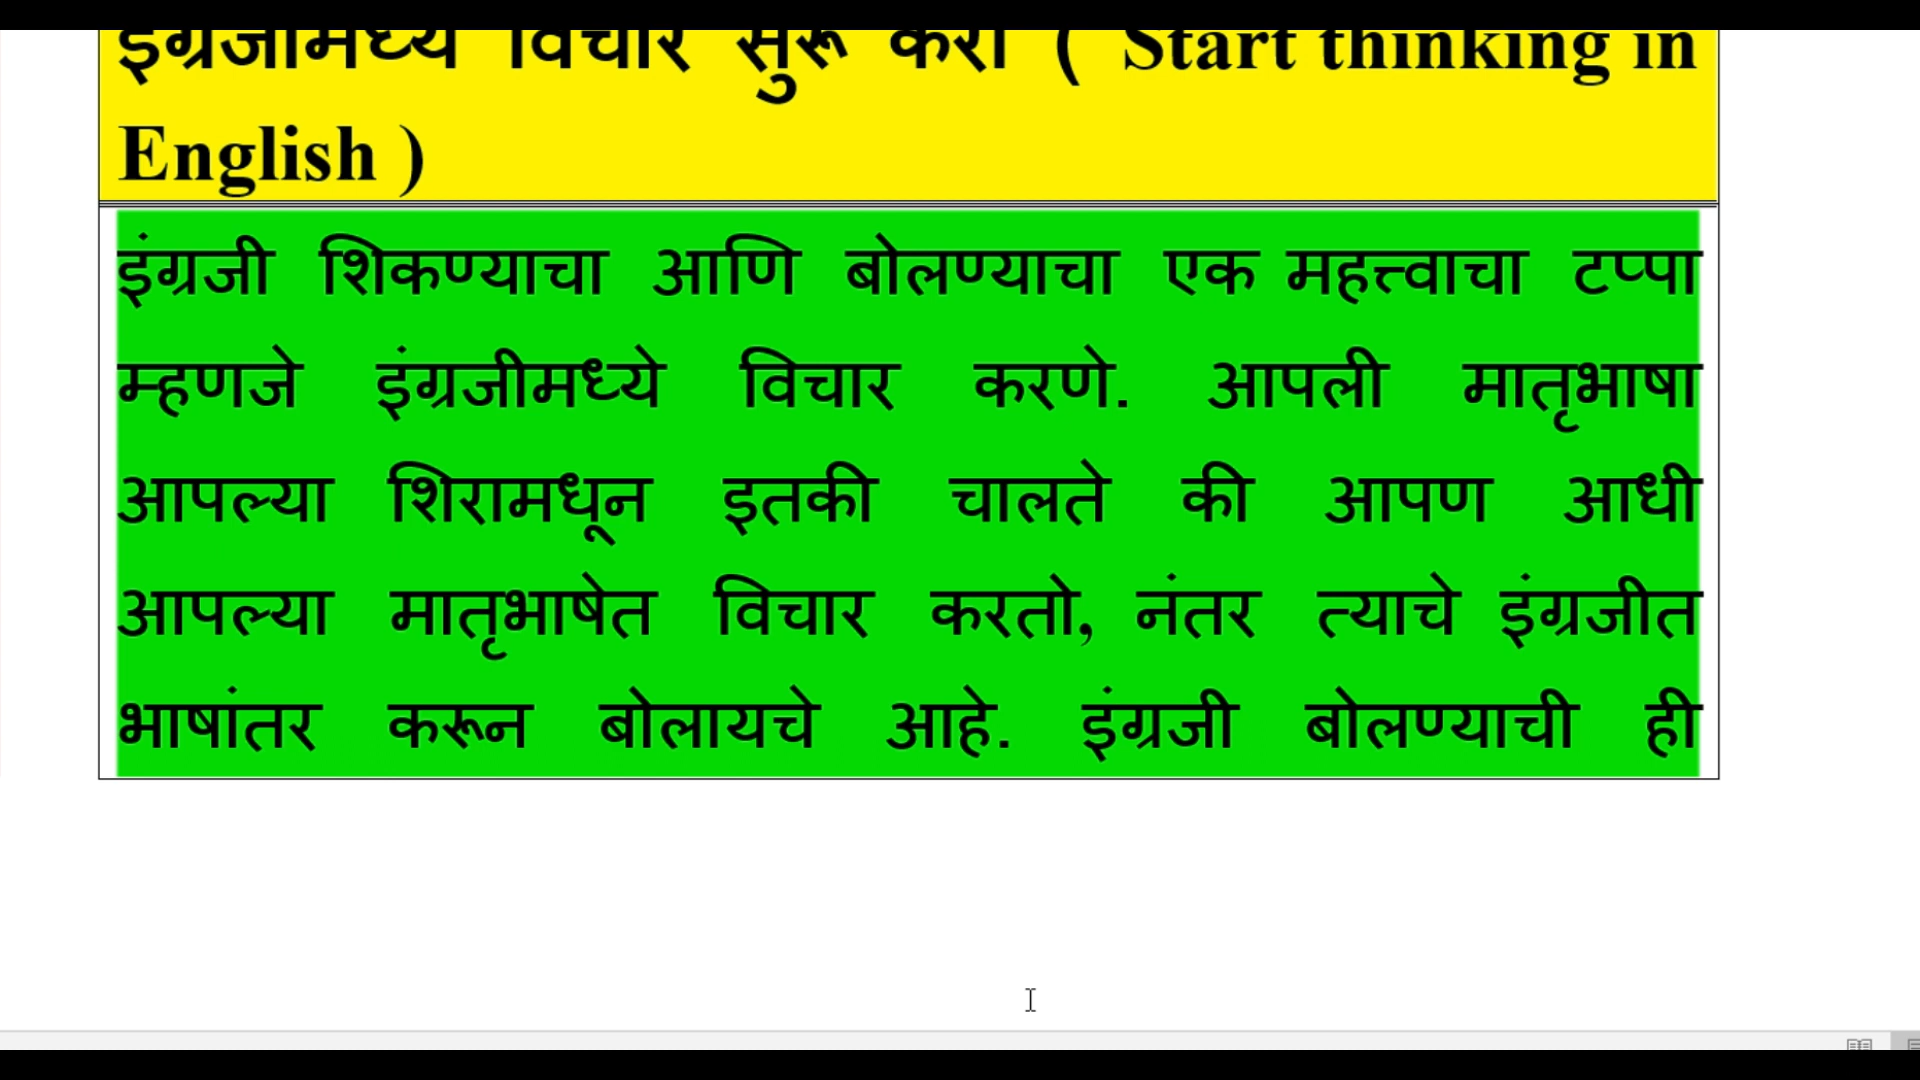 इंग्रजीमध्ये विचार सुरू करा ( Start thinking in
English )
इंग्रजी शिकण्याचा आणि बोलण्याचा एक महत्त्वाचा टप्पा
म्हणजे इंग्रजीमध्ये विचार करणे. आपली मातृभाषा
आपल्या शिरामधून इतकी चालते की आपण आधी
आपल्या मातृभाषेत विचार करतो, नंतर त्याचे इंग्रजीत
भाषांतर करून बोलायचे आहे. इंग्रजी बोलण्याची ही